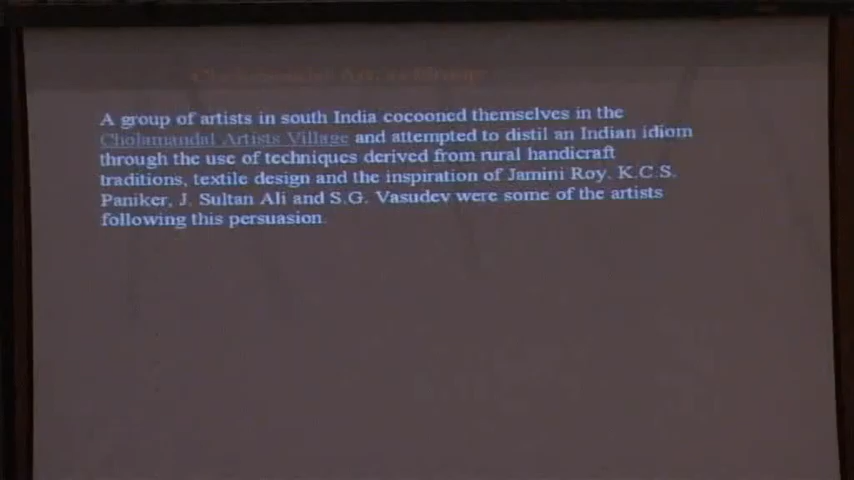 A group of artists in south India cocooned themselves in the
Cholamandal Artists Village and attempted to distil an Indian idiom
through the use of techniques derived from rural handicraft
traditions, textile design and the inspiration of Jamini Roy. K.C.S.
Paniker, J. Sultan Ali and S.G. Vasudev were some of the artists
following this persuasion.